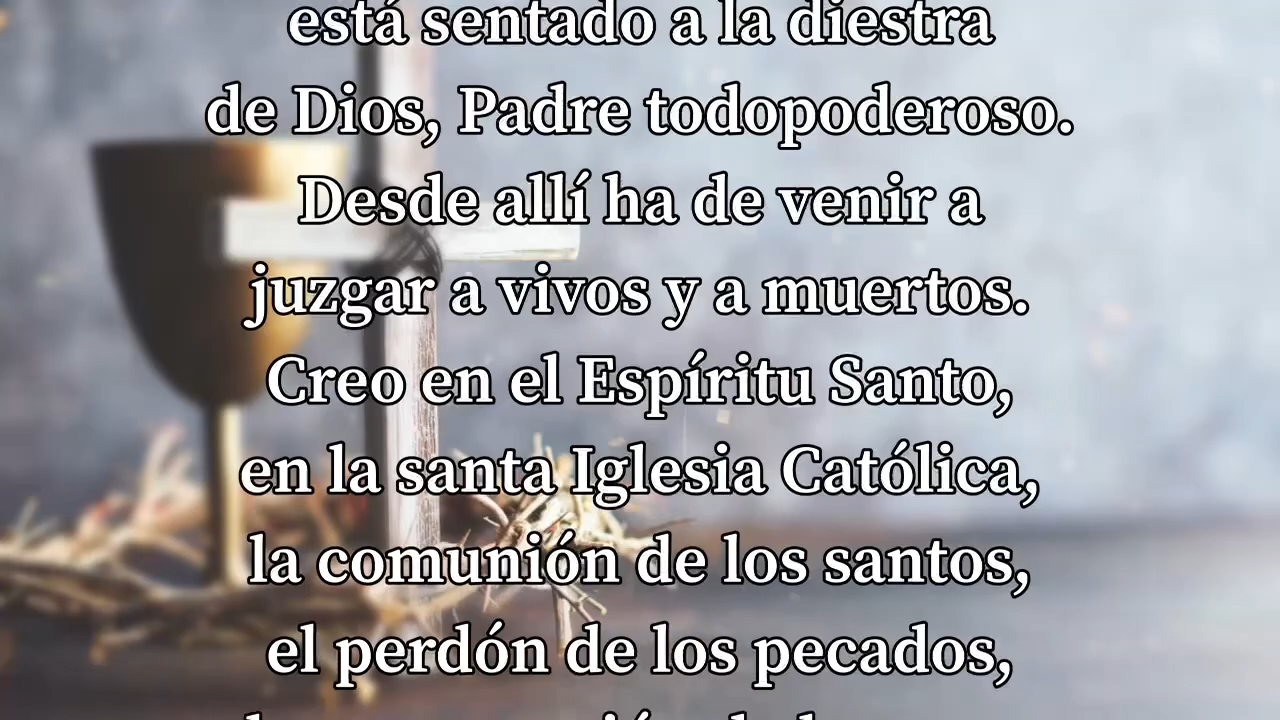 está sentado a la diestra
de Dios, Padre todopoderoso.
Desde allí ha de venir a
juzgar a vivos y a muertos.
Creo en el Espíritu Santo,
en la santa Iglesia Católica,
la comunión de los santos,
el perdón de los pecados,